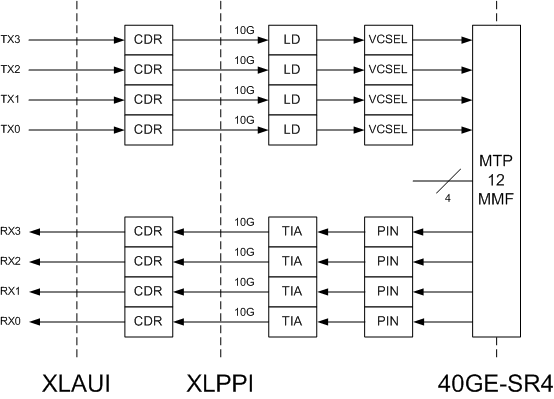 TX3 CDR 10G LD VCSEL
TX2 CDR 10G LD VCSEL
TX1 CDR 10G LD VCSEL
TX0 CDR 10G LD VCSEL
MTP
12
MMF
4
RX3 CDR 10G TIA PIN
RX2 CDR 10G TIA PIN
RX1 CDR 10G TIA PIN
RX0 CDR 10G TIA PIN
XLAUI XLPPI 40GE-SR4